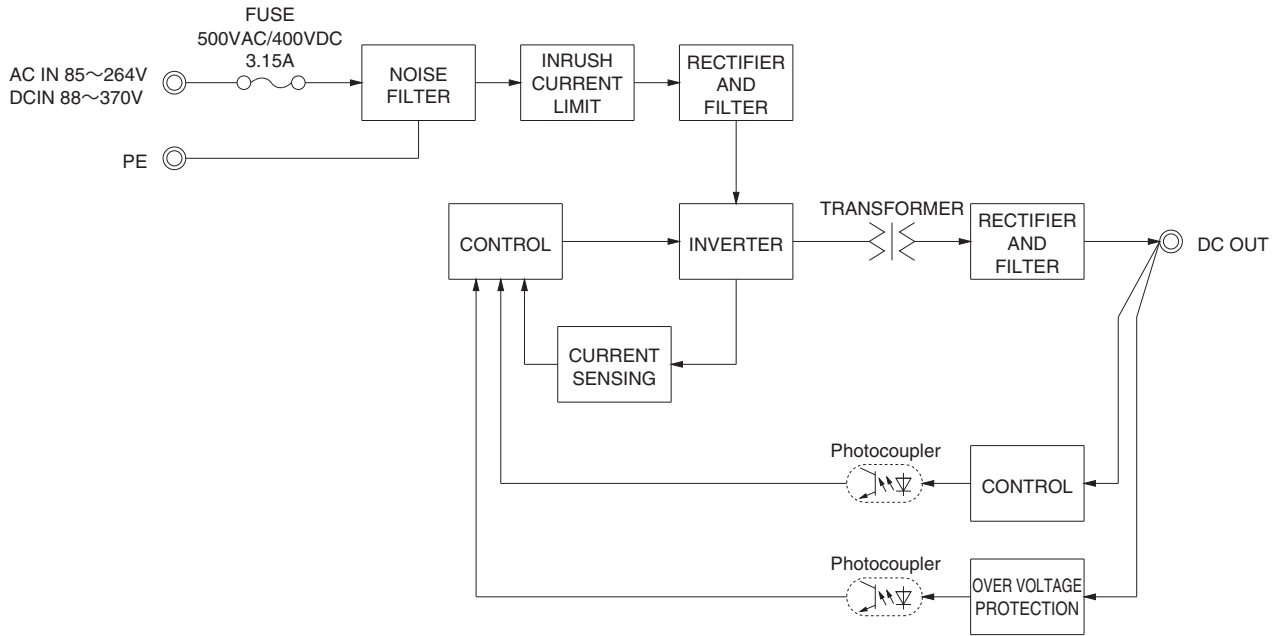 FUSE
500VAC/400VDC
3.15A
AC IN 85～264V
DCIN 88～370V
NOISE
FILTER
INRUSH
CURRENT
LIMIT
RECTIFIER
AND
FILTER
PE
CONTROL
INVERTER
TRANSFORMER
RECTIFIER
AND
FILTER
DC OUT
CURRENT
SENSING
Photocoupler
CONTROL
Photocoupler
OVER VOLTAGE
PROTECTION